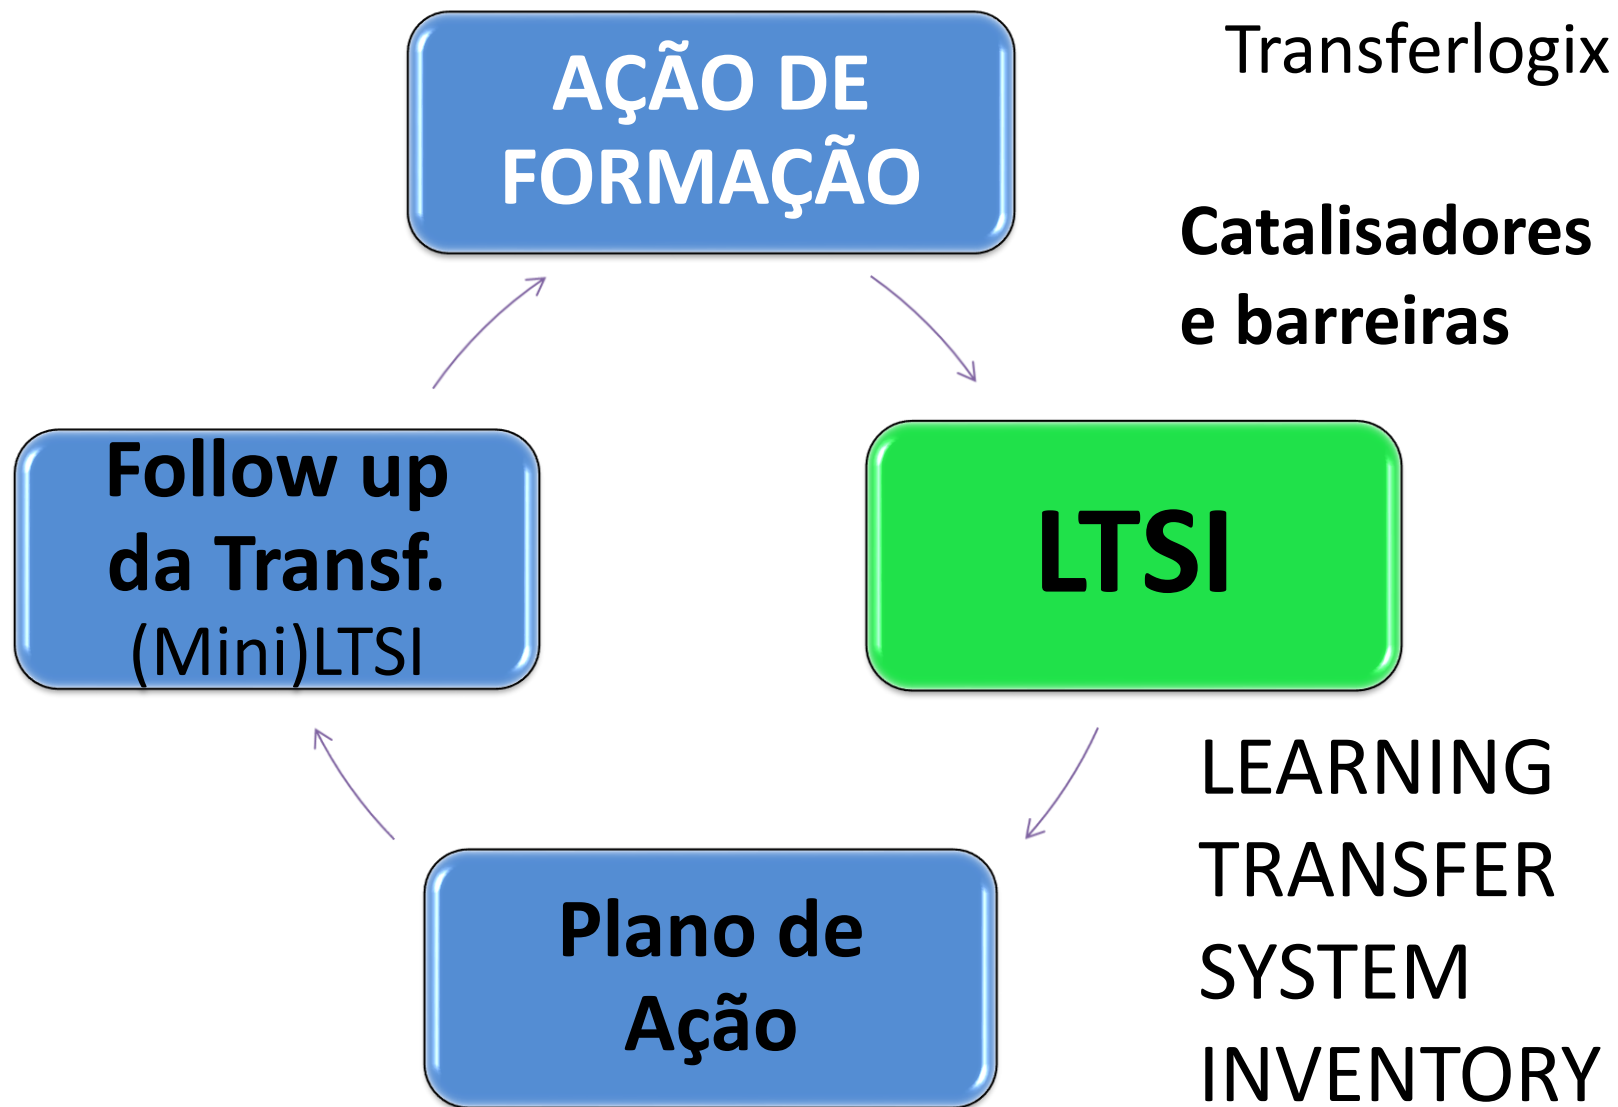 AÇÃO DE
FORMAÇÃO
Transferlogix
Catalisadores
e barreiras
Follow up
da Transf.
(Mini)LTSI
LTSI
LEARNING
TRANSFER
SYSTEM
INVENTORY
Plano de
Ação